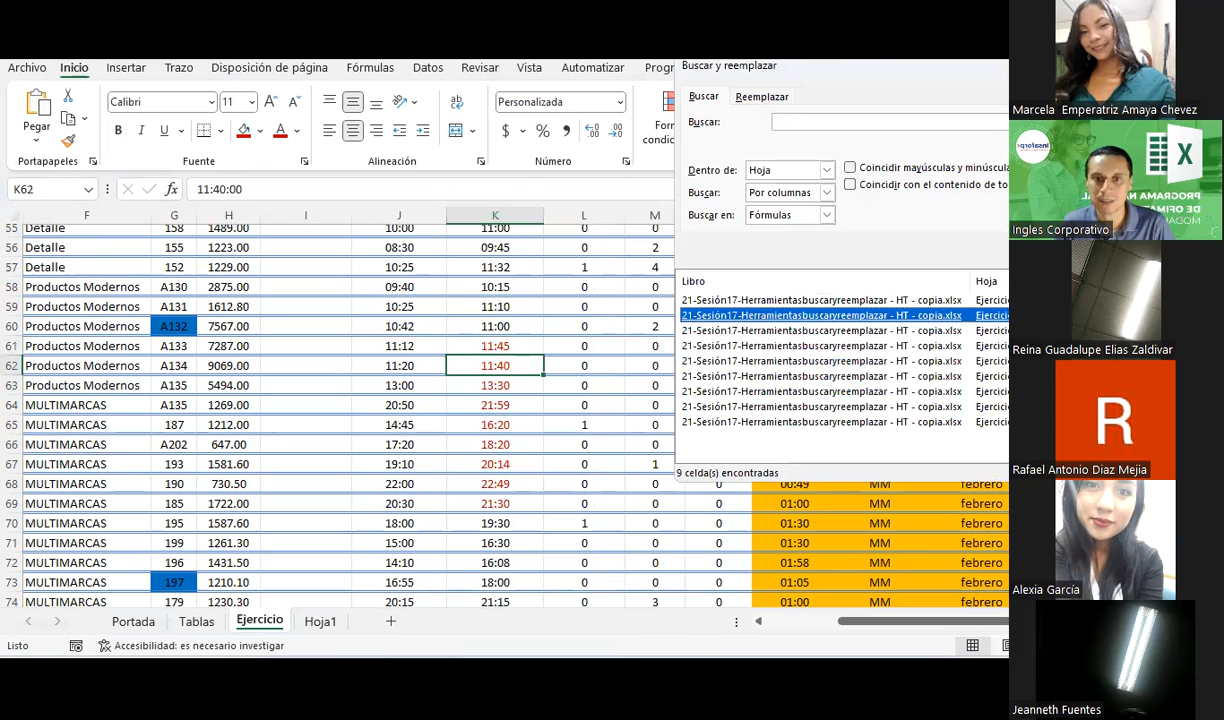 Archivo Inicio Insertar Trazo Disposición de página Fórmulas Datos Revisar Vista Automatizar Progr
Pegar
Calibri 11
Personalizada
Form
Portapapeles Fuente Alineación Número
K62 11:40:00
F G H I J K L M
55 Detalle 158 1489.00 10:00 11:00 0 0
56 Detalle 155 1223.00 08:30 09:45 0 2
57 Detalle 152 1229.00 10:25 11:32 1 4
58 Productos Modernos A130 2875.00 09:40 10:15 0 0
59 Productos Modernos A131 1612.80 10:25 11:10 0 0
60 Productos Modernos A132 7567.00 10:42 11:00 0 2
61 Productos Modernos A133 7287.00 11:12 11:45 0 0
62 Productos Modernos A134 9069.00 11:20 11:40 0 0
63 Productos Modernos A135 5494.00 13:00 13:30 0 0
64 MULTIMARCAS A135 1269.00 20:50 21:59 0 0
65 MULTIMARCAS 187 1212.00 14:45 16:20 1 0
66 MULTIMARCAS A202 647.00 17:20 18:20 0 0
67 MULTIMARCAS 193 1581.60 19:10 20:14 0 1
68 MULTIMARCAS 190 730.50 22:00 22:49 0 0 0 00:49 MM febrero
69 MULTIMARCAS 185 1722.00 20:30 21:30 0 0 0 01:00 MM febrero
70 MULTIMARCAS 195 1587.60 18:00 19:30 1 0 0 01:30 MM febrero
71 MULTIMARCAS 199 1261.30 15:00 16:30 0 0 0 01:30 MM febrero
72 MULTIMARCAS 196 1431.50 14:10 16:08 0 0 0 01:58 MM febrero
73 MULTIMARCAS 197 1210.10 16:55 18:00 0 0 0 01:05 MM febrero
74 MULTIMARCAS 179 1230.30 20:15 21:15 0 3 0 01:00 MM febrero
Portada Tablas Ejercicio Hoja1
Listo Accesibilidad: es necesario investigar
Buscar y reemplazar
Buscar Reemplazar
Buscar:
Dentro de: Hoja Coincidir mayúsculas y minúscula
Buscar: Por columnas Coincidir con el contenido de to
Buscar en: Fórmulas
Libro Hoja
21-Sesión17-Herramientasbuscaryreemplazar - HT - copia.xlsx Ejercici
21-Sesión17-Herramientasbuscaryreemplazar - HT - copia.xlsx Ejercici
21-Sesión17-Herramientasbuscaryreemplazar - HT - copia.xlsx Ejercici
21-Sesión17-Herramientasbuscaryreemplazar - HT - copia.xlsx Ejercici
21-Sesión17-Herramientasbuscaryreemplazar - HT - copia.xlsx Ejercici
21-Sesión17-Herramientasbuscaryreemplazar - HT - copia.xlsx Ejercici
21-Sesión17-Herramientasbuscaryreemplazar - HT - copia.xlsx Ejercici
21-Sesión17-Herramientasbuscaryreemplazar - HT - copia.xlsx Ejercici
21-Sesión17-Herramientasbuscaryreemplazar - HT - copia.xlsx Ejercici
9 celda(s) encontradas
Marcela Emperatriz Amaya Chevez
Insaforp
PROGRAMA NA
DE OFIMÁT
MODAL
Ingles Corporativo
Reina Guadalupe Elias Zaldivar
R
Rafael Antonio Diaz Mejia
Alexia García
Jeanneth Fuentes